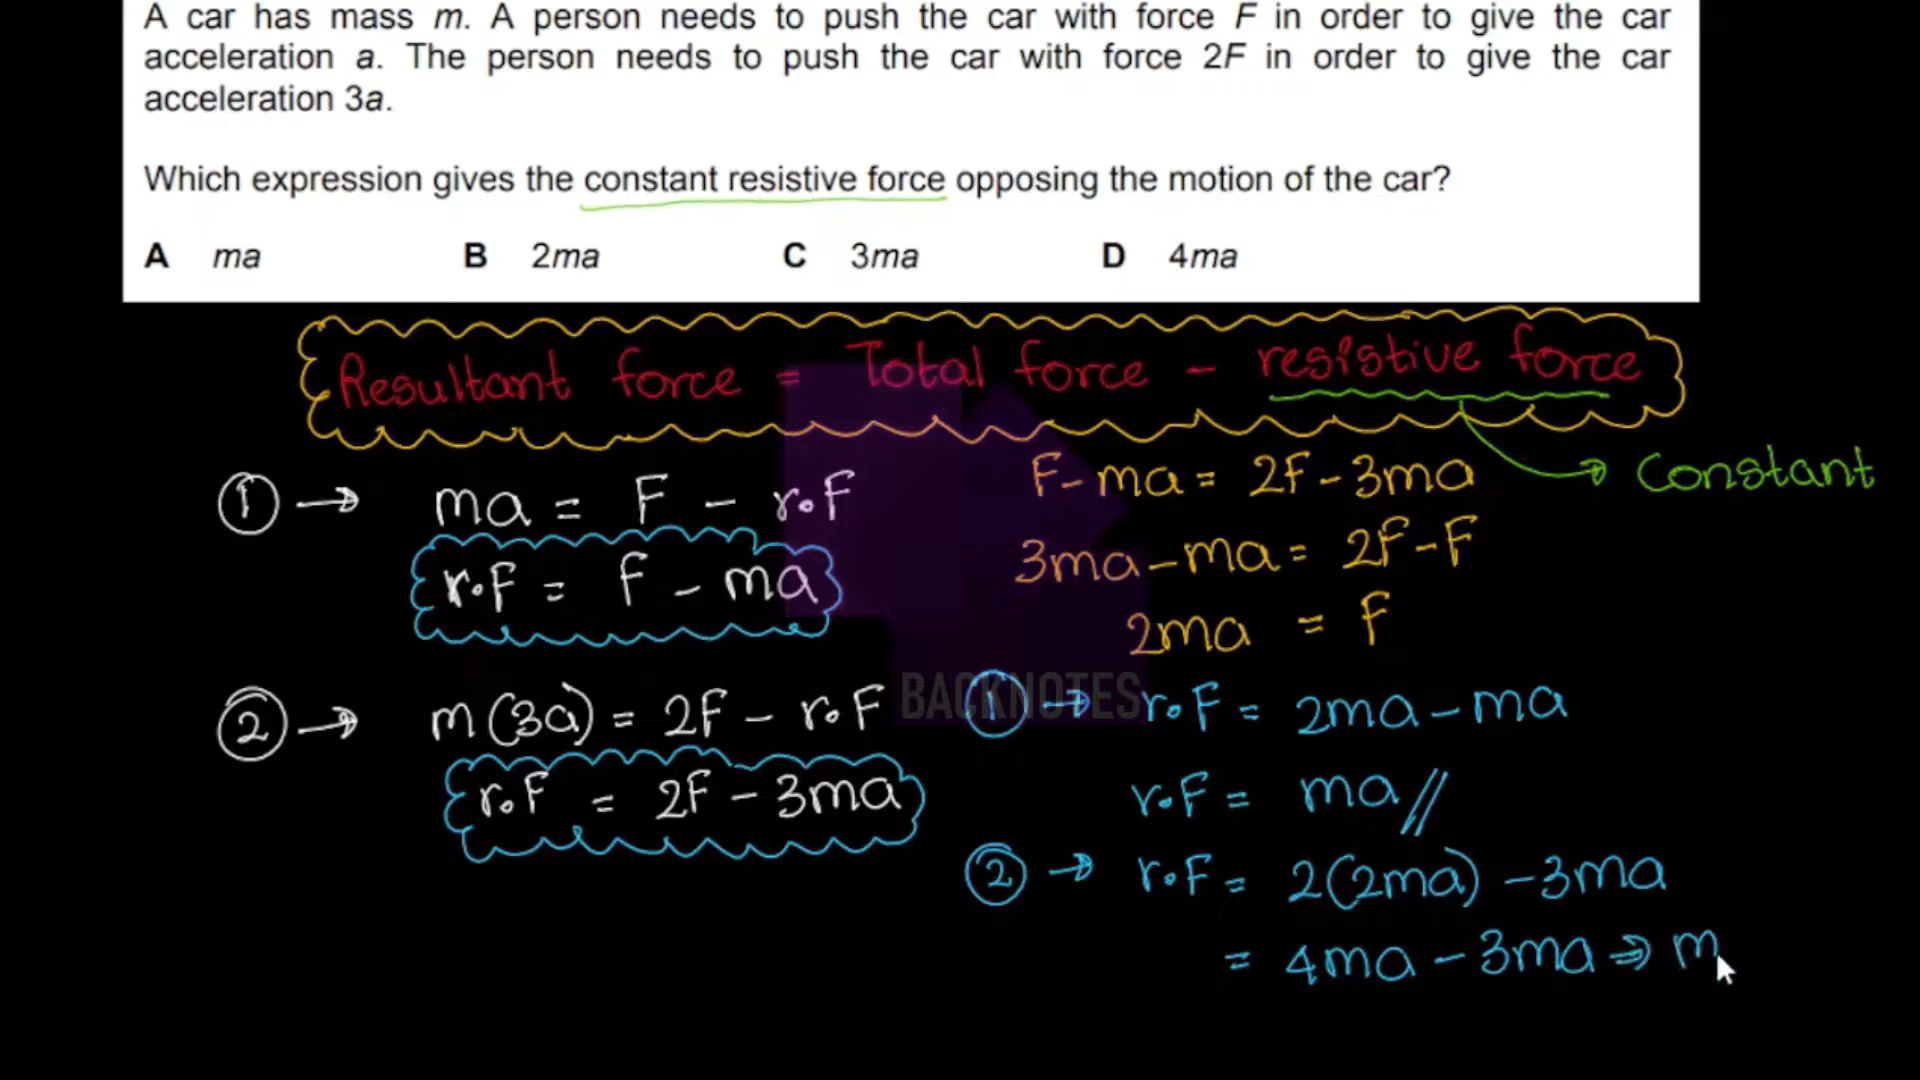 A car has mass m. A person needs to push the car with force F in order to give the car
acceleration a. The person needs to push the car with force 2F in order to give the car
acceleration 3a.
Which expression gives the constant resistive force opposing the motion of the car?
A ma B 2ma C 3ma D 4ma
Resultant force = Total force - resistive force
Constant
① → ma = F - r.F
r.F = F - ma
② → m(3a) = 2F - r.F
r.F = 2F - 3ma
F - ma = 2F - 3ma
3ma - ma = 2F - F
2ma = F
① → r.F = 2ma - ma
r.F = ma //
② → r.F = 2(2ma) - 3ma
= 4ma - 3ma ⇒ m
BACKNOTES